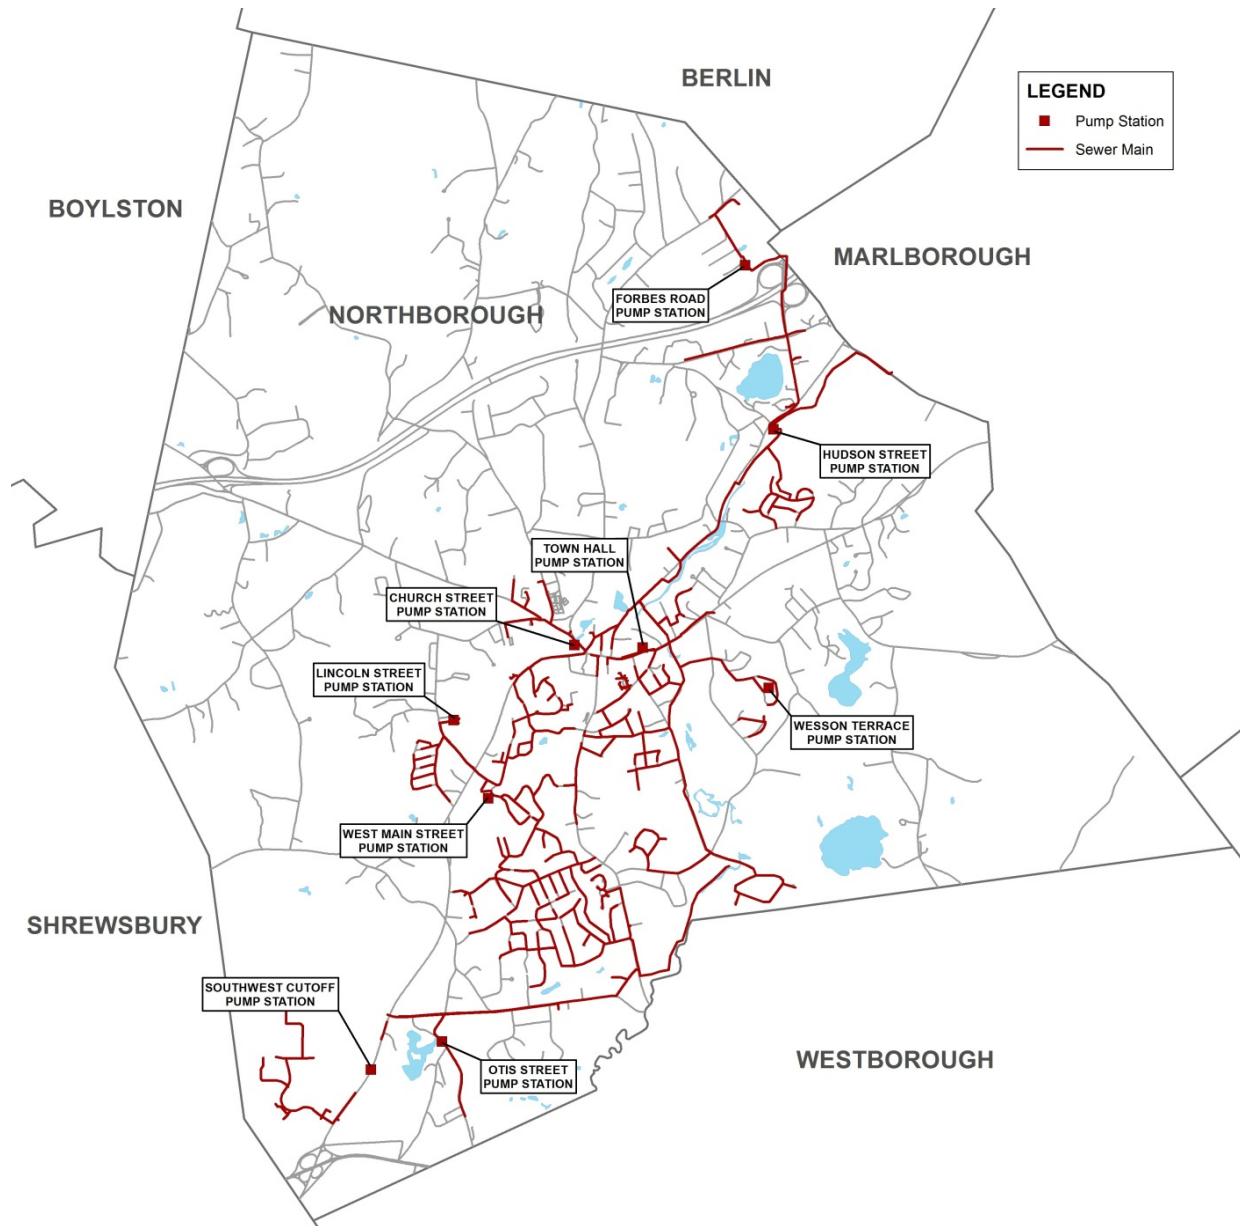 BERLIN
LEGEND
Pump Station
Sewer Main
BOYLSTON
MARLBOROUGH
NORTHBOROUGH
FORBES ROAD
PUMP STATION
HUDSON STREET
PUMP STATION
TOWN HALL
PUMP STATION
CHURCH STREET
PUMP STATION
LINCOLN STREET
PUMP STATION
WESSON TERRACE
PUMP STATION
WEST MAIN STREET
PUMP STATION
SHREWSBURY
SOUTHWEST CUTOFF
PUMP STATION
OTIS STREET
PUMP STATION
WESTBOROUGH